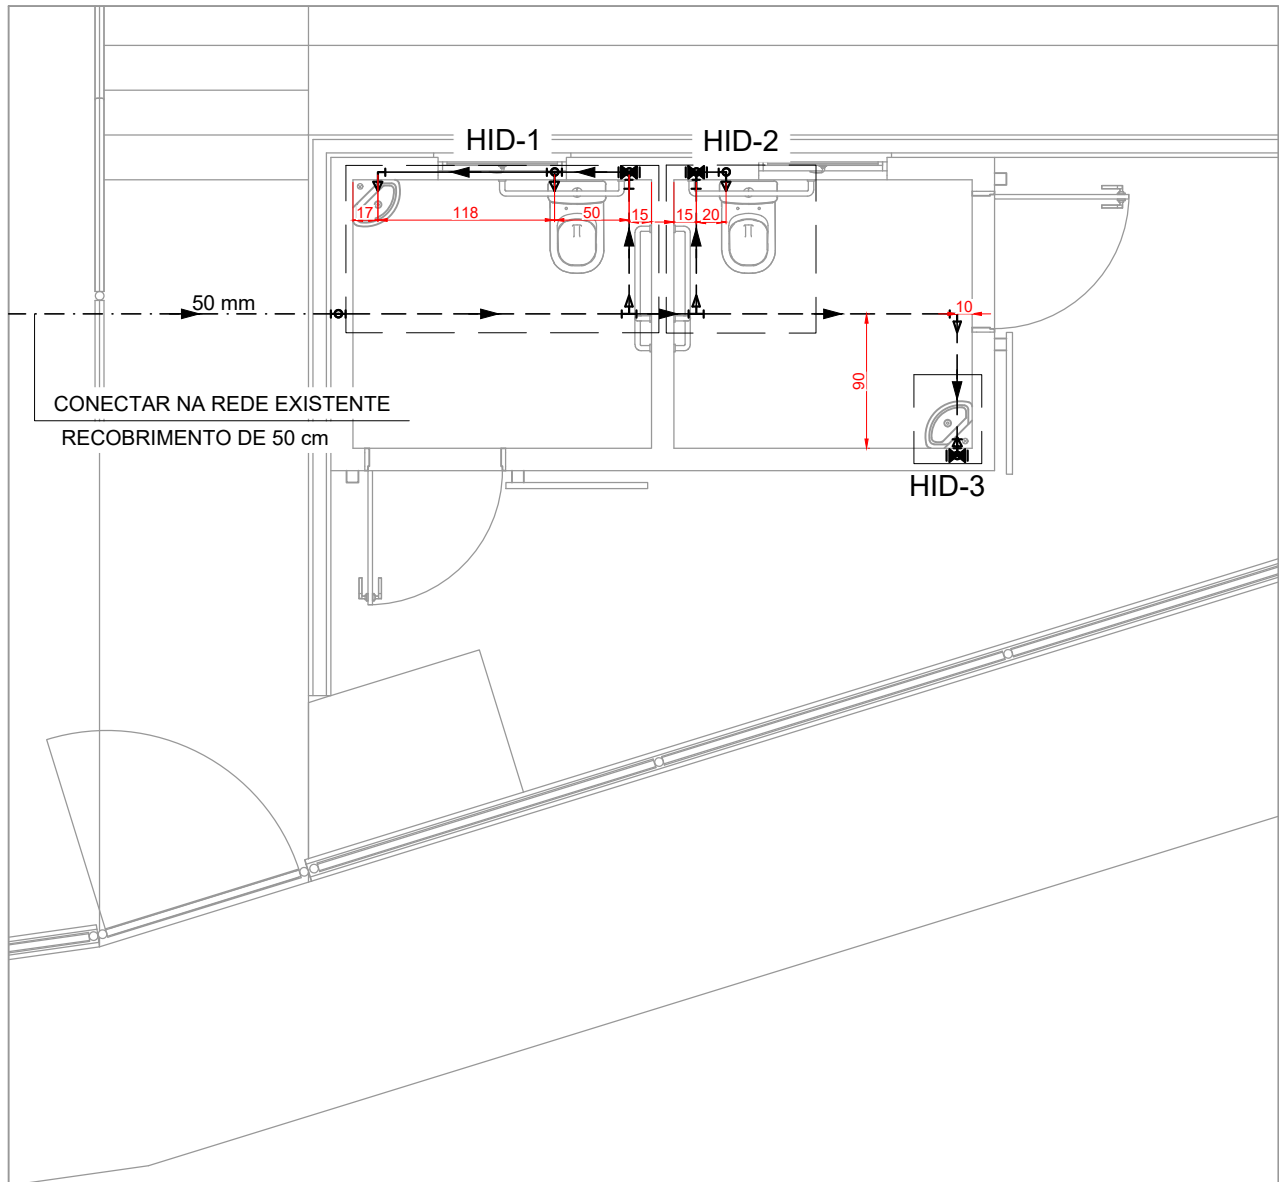 HID-1
HID-2
17
118
50
15
15
20
50 mm
10
90
CONECTAR NA REDE EXISTENTE
RECOBRIMENTO DE 50 cm
HID-3